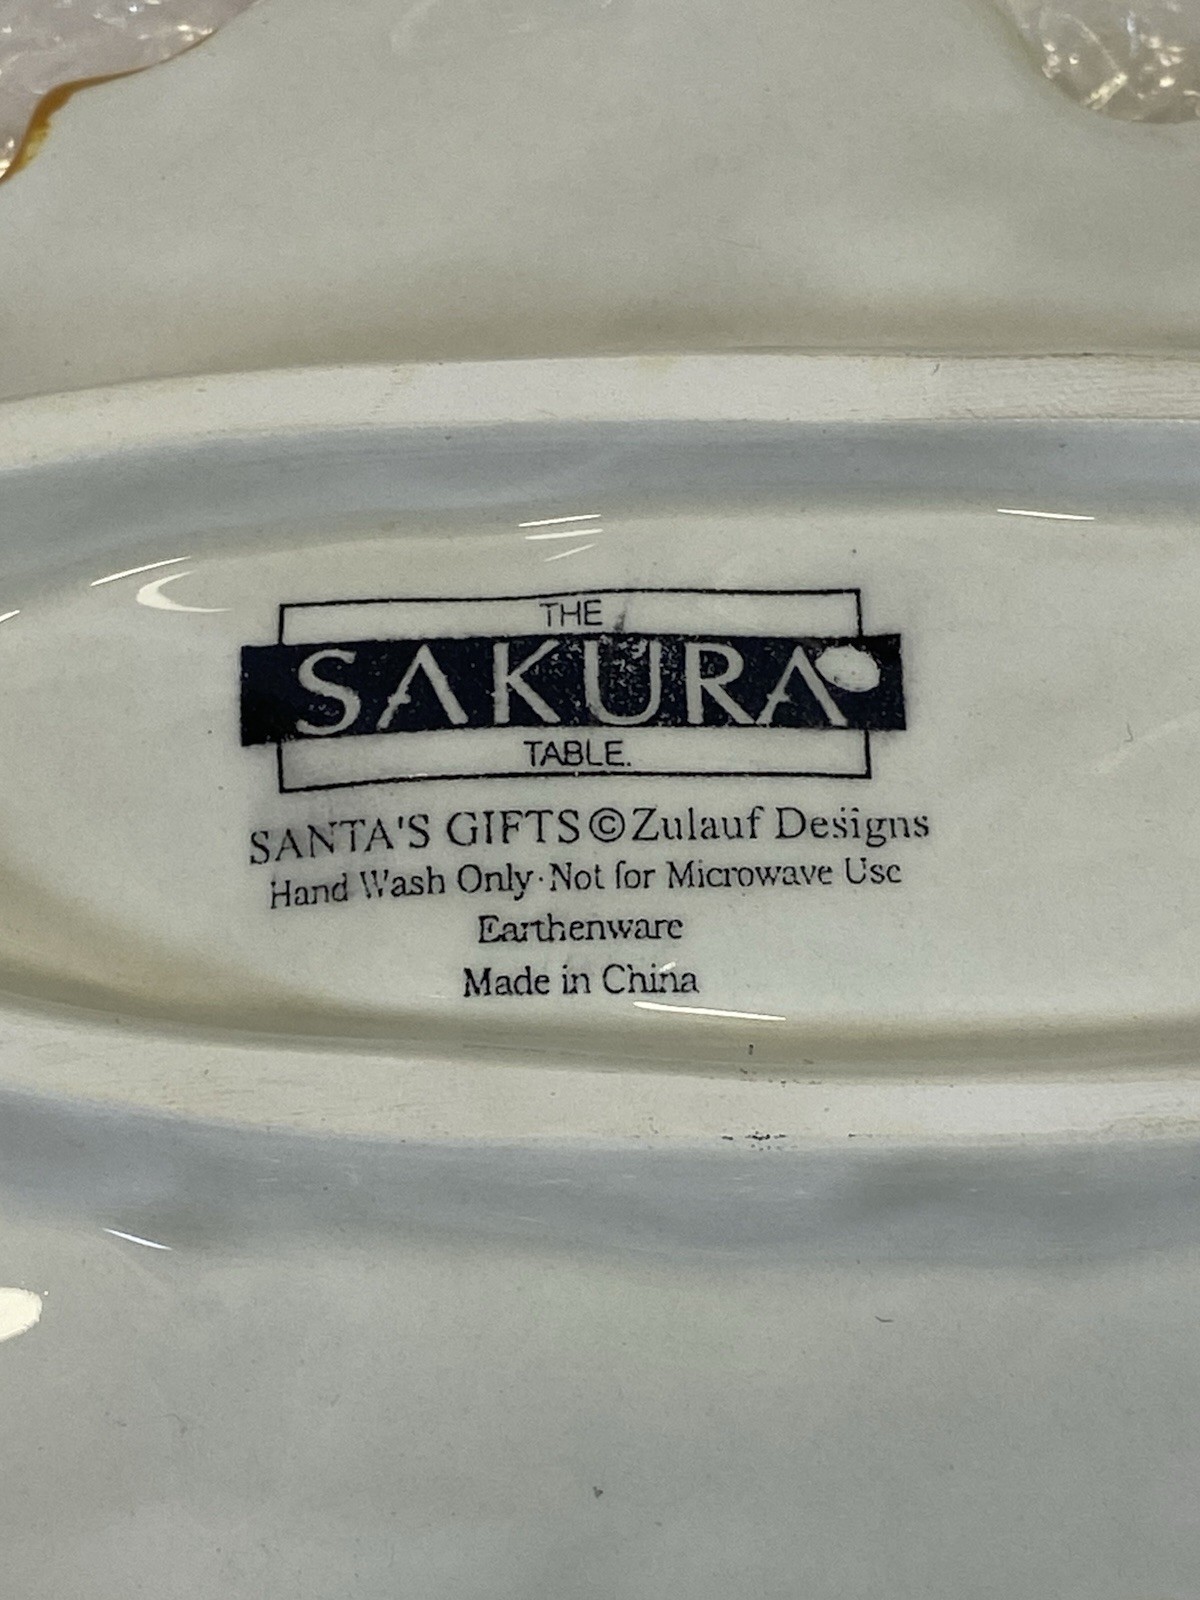 THE
SAKURA
TABLE.
SANTA'S GIFTS © Zulauf Designs
Hand Wash Only · Not for Microwave Use
Earthenware
Made in China